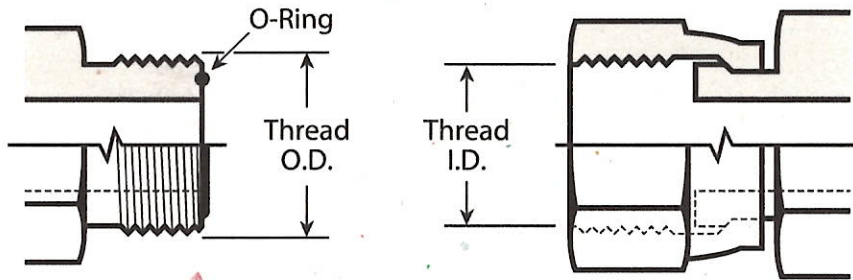 O-Ring
Thread
O.D.
Thread
I.D.